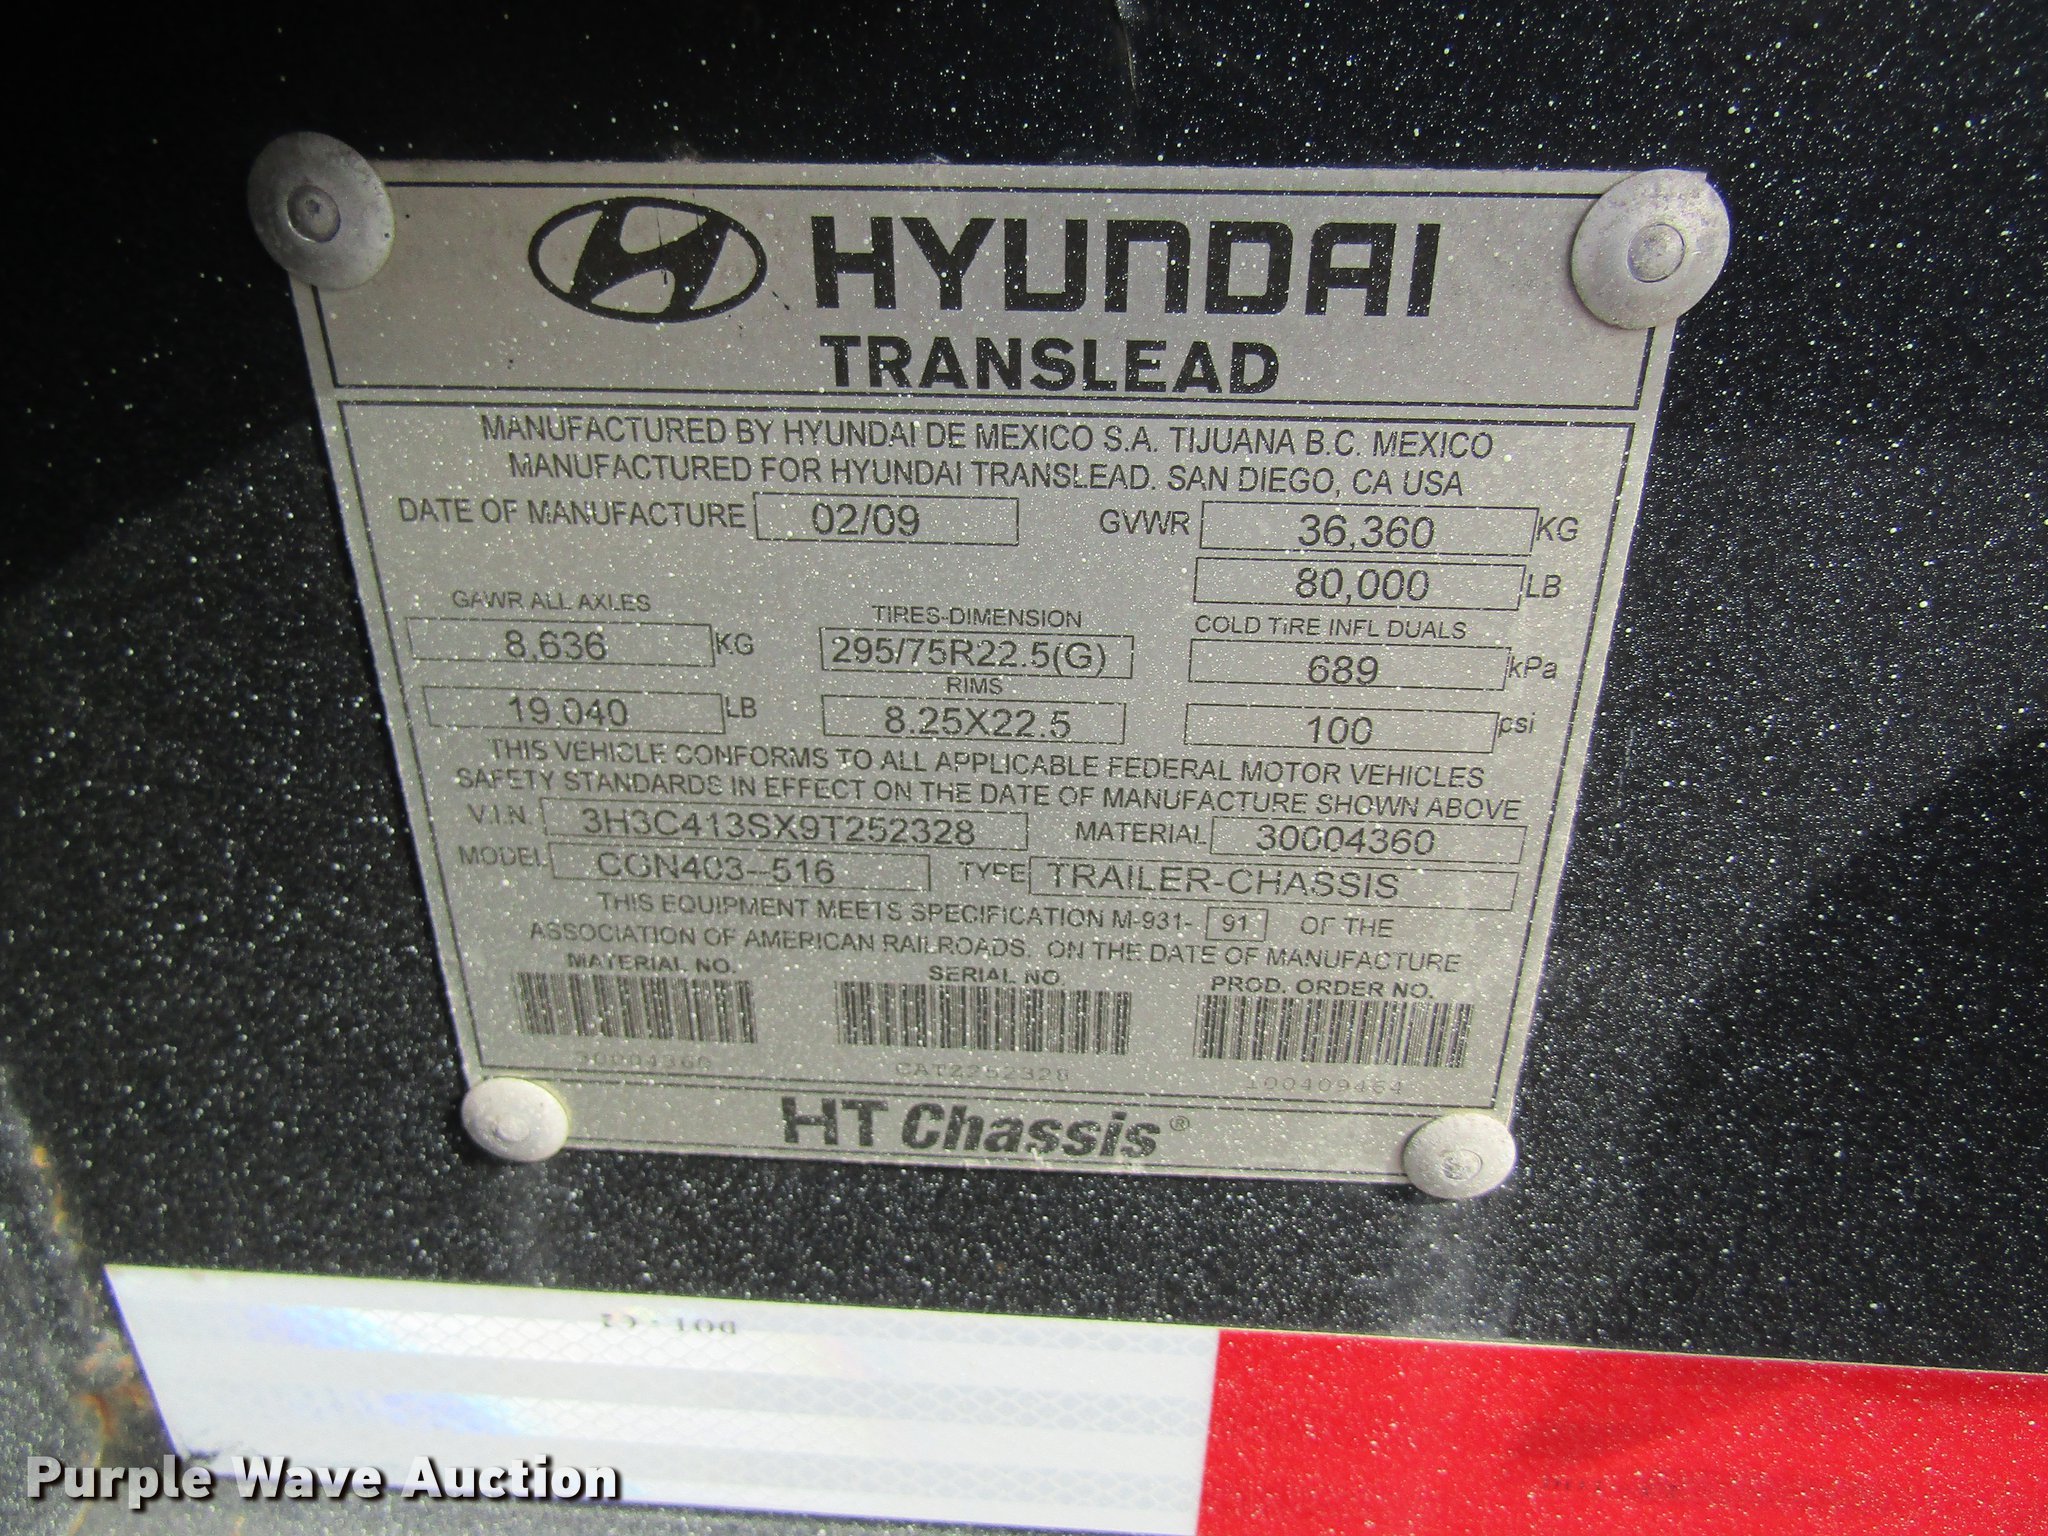 HYUNDAI
TRANSLEAD
MANUFACTURED BY HYUNDAI DE MEXICO S.A. TIJUANA B.C. MEXICO
MANUFACTURED FOR HYUNDAI TRANSLEAD. SAN DIEGO, CA USA
DATE OF MANUFACTURE 02/09 GVWR 36,360 KG
80,000 LB
GAWR ALL AXLES TIRES-DIMENSION COLD TIRE INFL DUALS
8,636 KG 295/75R22.5(G) 689 kPa
RIMS
19,040 LB 8.25X22.5 100 psi
THIS VEHICLE CONFORMS TO ALL APPLICABLE FEDERAL MOTOR VEHICLES
SAFETY STANDARDS IN EFFECT ON THE DATE OF MANUFACTURE SHOWN ABOVE
V.I.N. 3H3C413SX9T252328 MATERIAL 30004360
MODEL CGN403--516 TYPE TRAILER-CHASSIS
THIS EQUIPMENT MEETS SPECIFICATION M-931- 91 OF THE
ASSOCIATION OF AMERICAN RAILROADS. ON THE DATE OF MANUFACTURE
MATERIAL NO. SERIAL NO. PROD. ORDER NO.
30004360 CATZ252328 100409464
HT Chassis®
DOT-C2
Purple Wave Auction